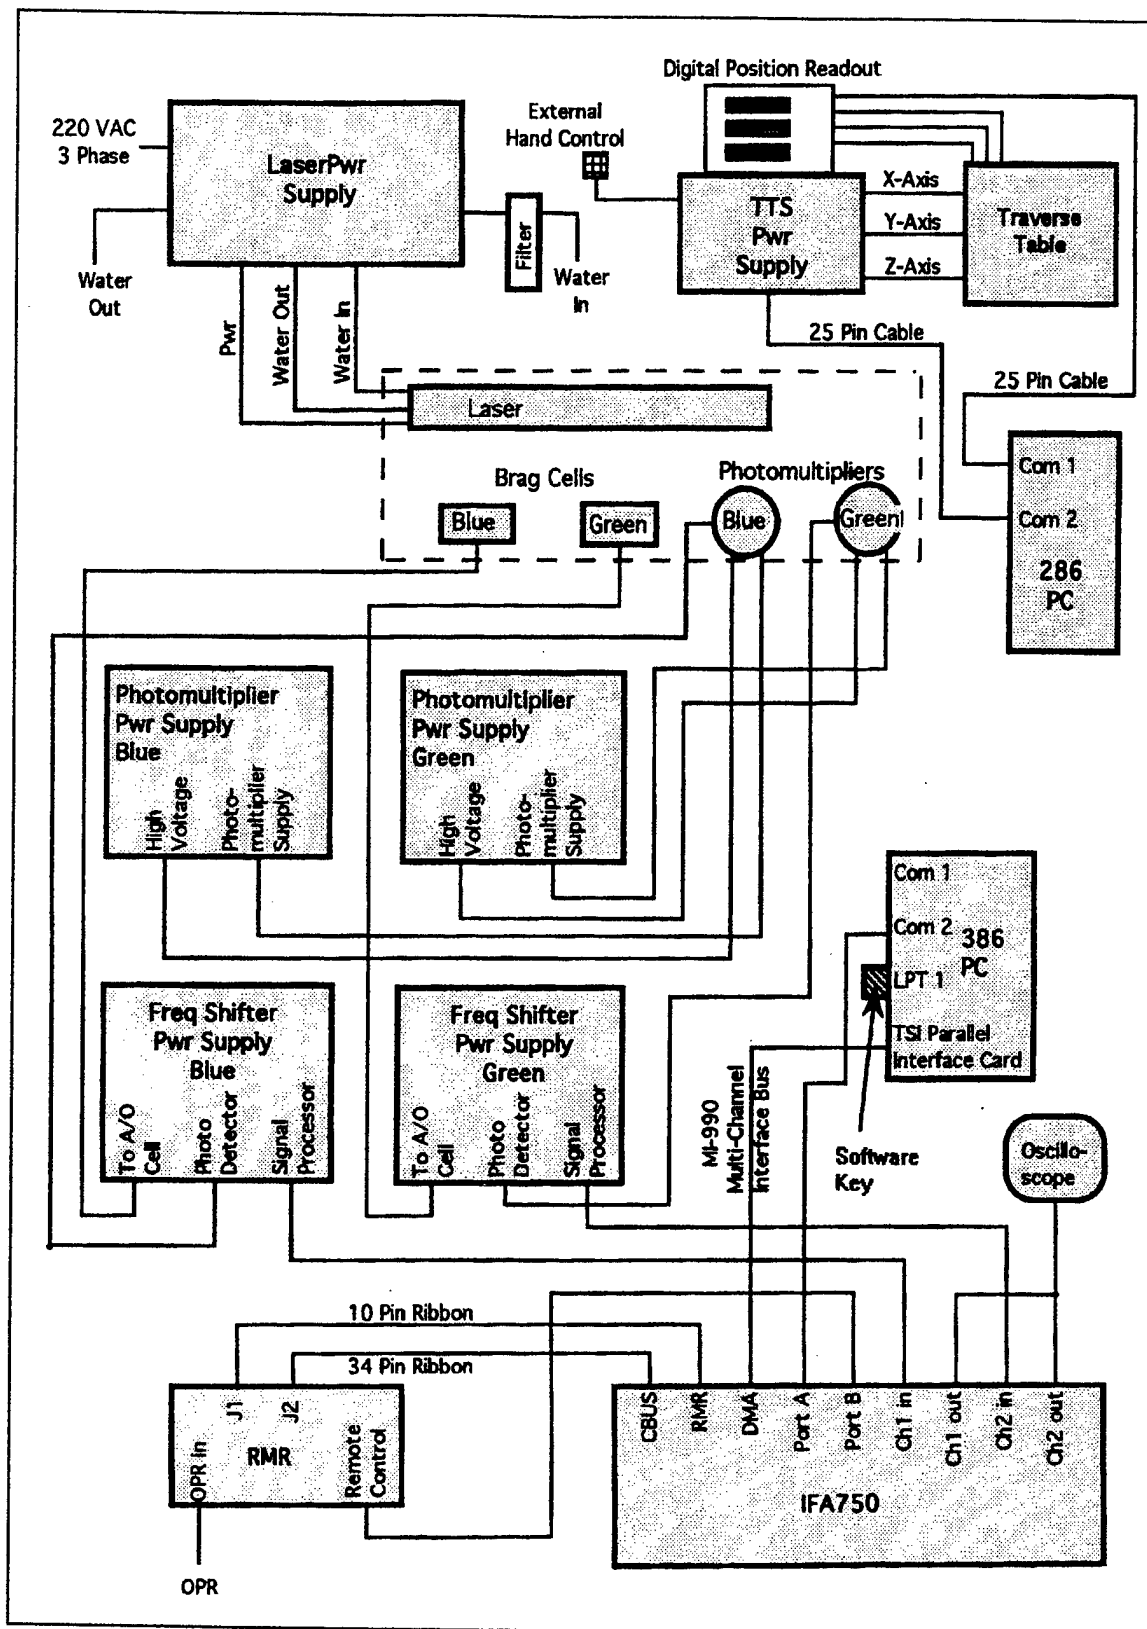 Digital Position Readout
External
Hand Control
220 VAC
3 Phase
LaserPwr
Supply
Water
Out
Filter
Water
In
TTS
Pwr
Supply
X-Axis
Y-Axis
Z-Axis
Traverse
Table
Pwr
Water Out
Water In
25 Pin Cable
25 Pin Cable
Laser
Brag Cells
Photomultipliers
Blue
Green
Blue
Green
Com 1
Com 2
286
PC
Photomultiplier
Pwr Supply
Blue
High
Voltage
Photo-
multiplier
Supply
Photomultiplier
Pwr Supply
Green
High
Voltage
Photo-
multiplier
Supply
Com 1
Com 2
386
PC
LPT 1
TSI Parallel
Interface Card
Freq Shifter
Pwr Supply
Blue
To A/O
Cell
Photo
Detector
Signal
Processor
Freq Shifter
Pwr Supply
Green
To A/O
Cell
Photo
Detector
Signal
Processor
MI-990
Multi-Channel
Interface Bus
Software
Key
Oscillo-
scope
10 Pin Ribbon
34 Pin Ribbon
J1
J2
RMR
OPR in
Remote
Control
OPR
CBUS
RMR
DMA
Port A
Port B
Ch1 in
Ch1 out
Ch2 in
Ch2 out
IFA750